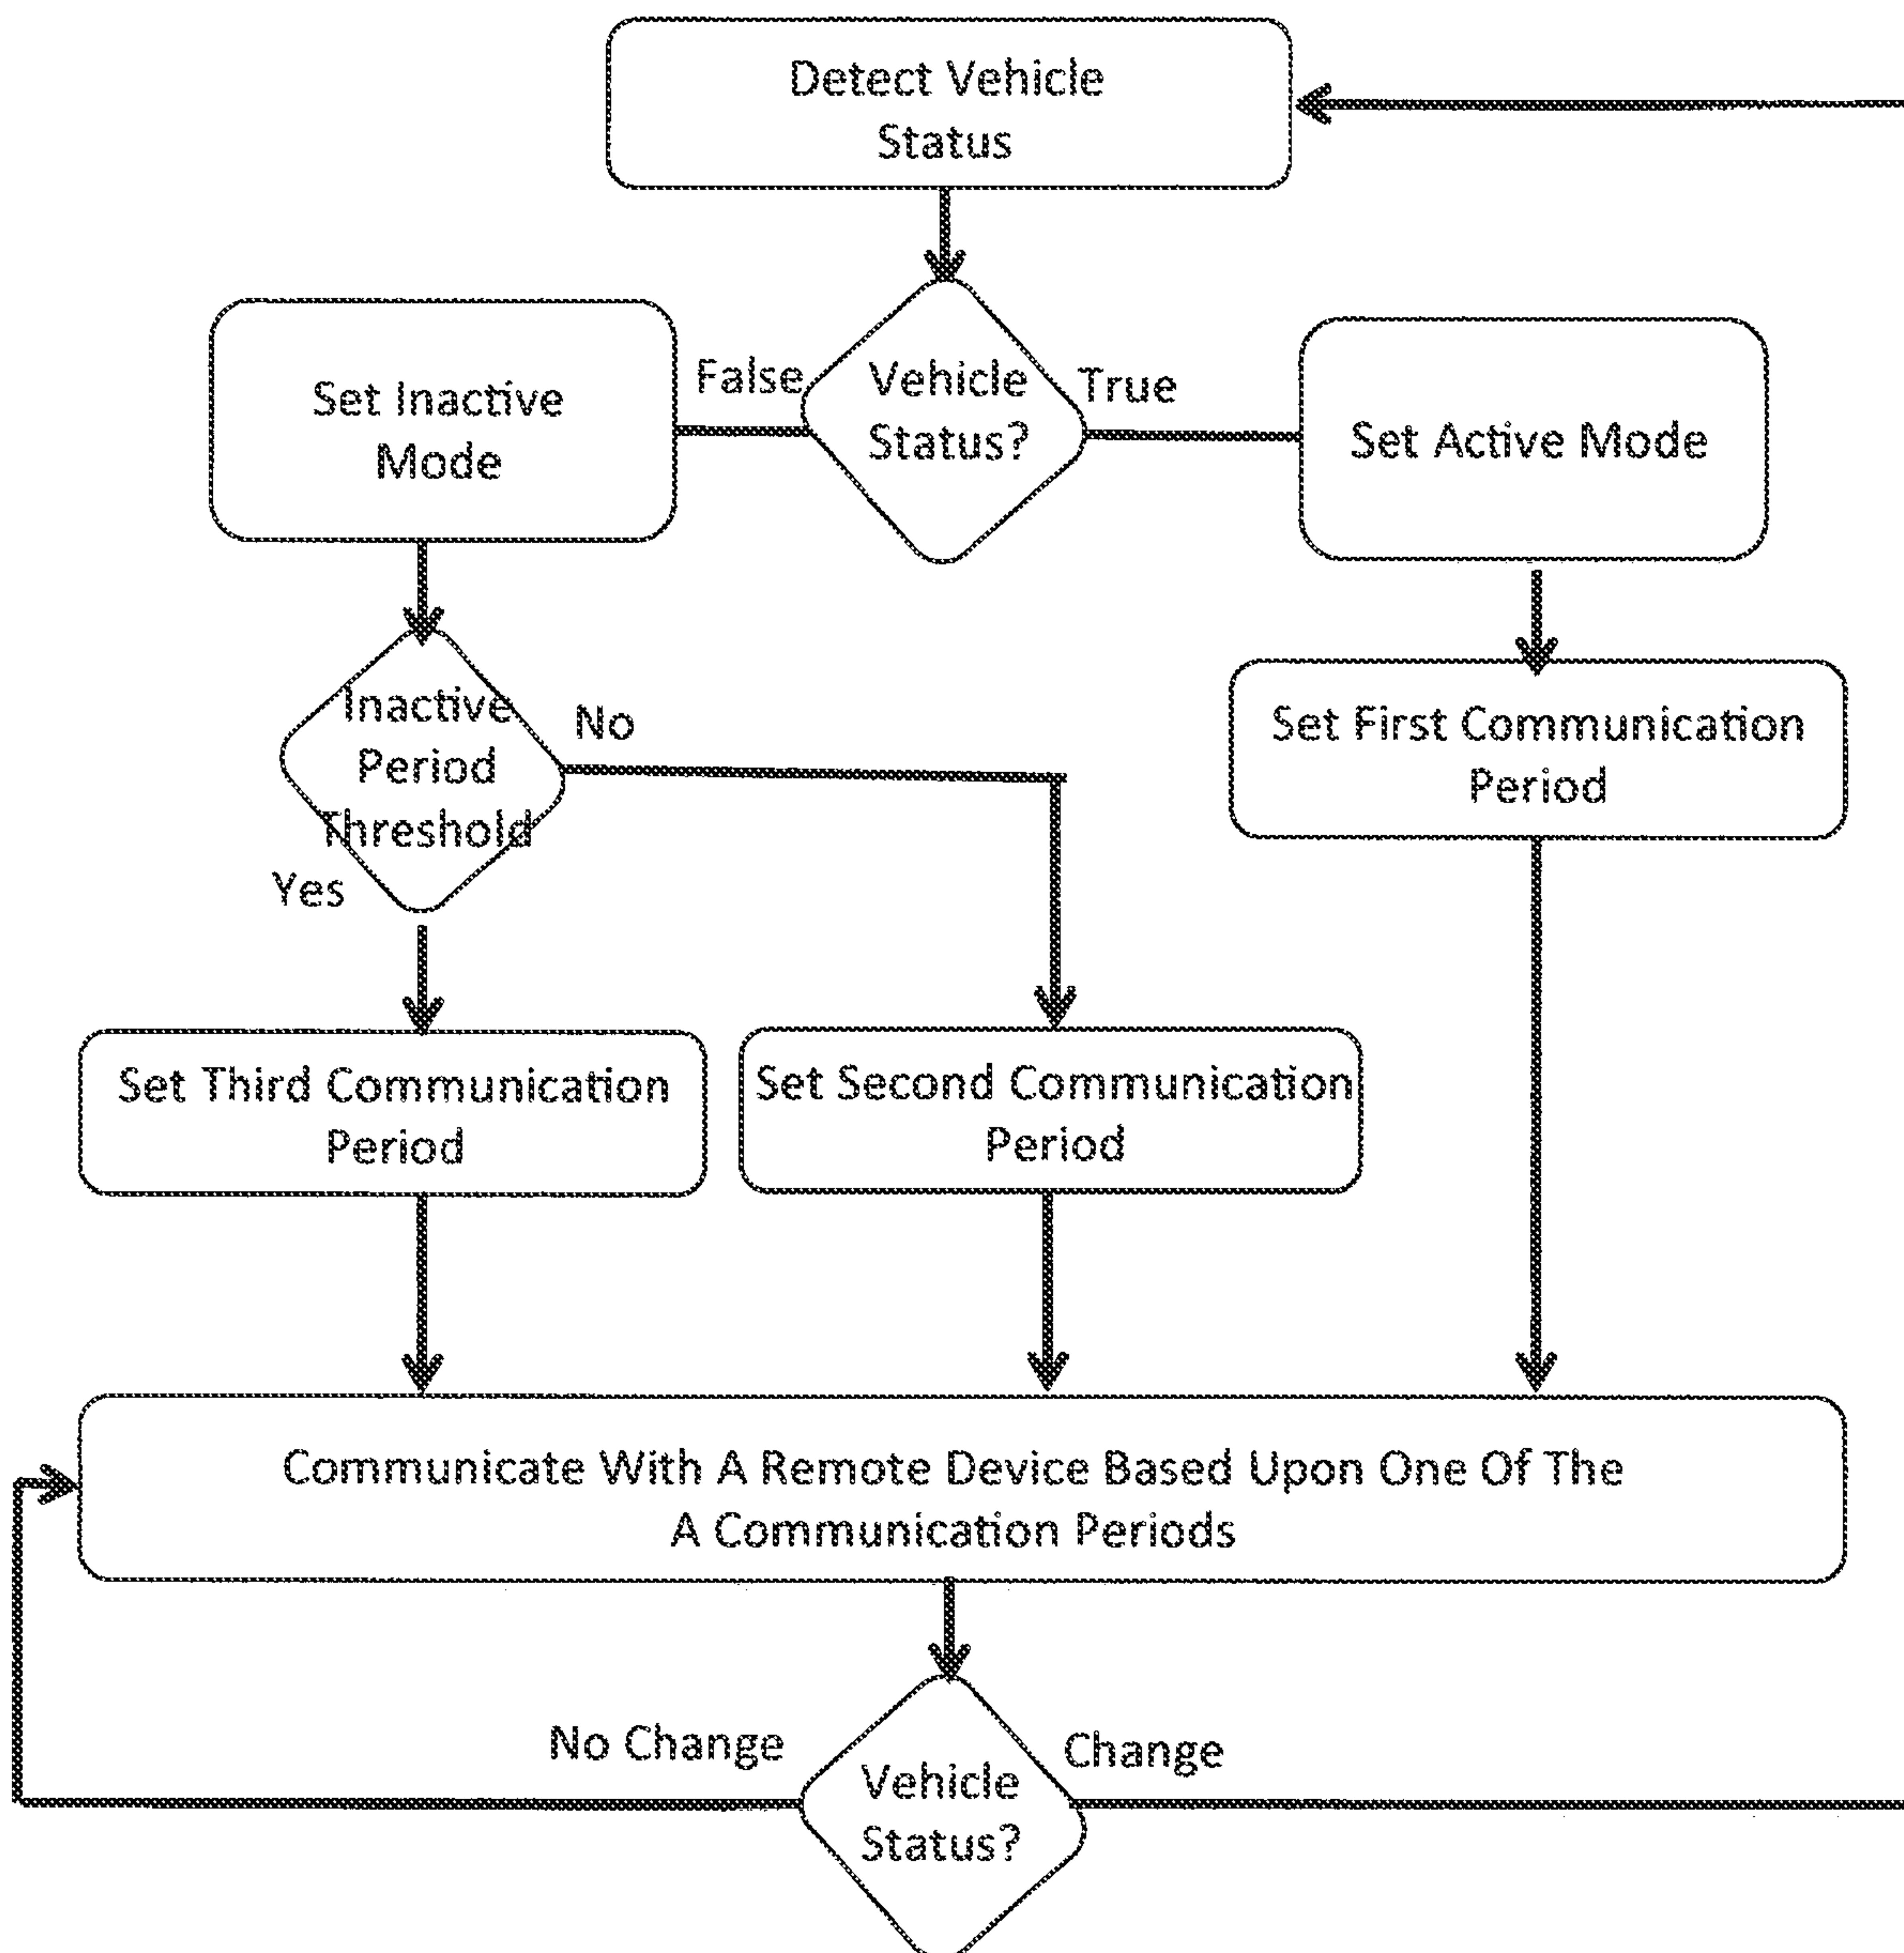 Detect Vehicle
Status
False
Vehicle
Status?
True
Set Inactive
Mode
Set Active Mode
Inactive
Period
Threshold
No
Yes
Set First Communication
Period
Set Third Communication
Period
Set Second Communication
Period
Communicate With A Remote Device Based Upon One Of The
A Communication Periods
No Change
Vehicle
Status?
Change